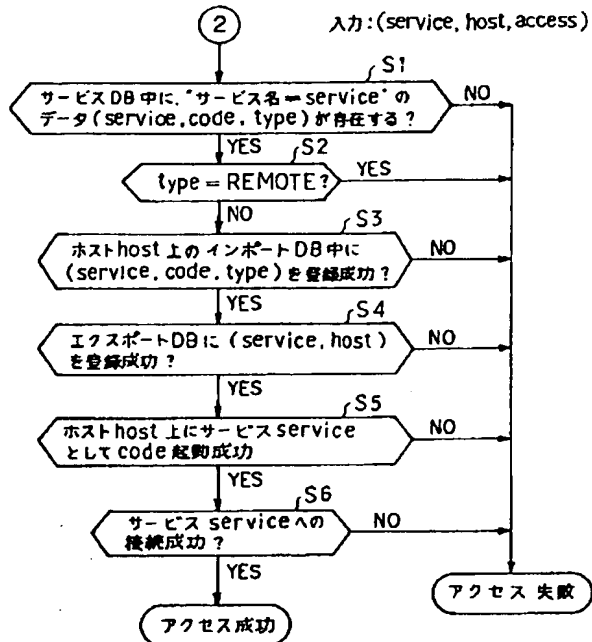 2
入力:(service, host, access)
S1
サービスDB中に,"サービス名=service"の
データ(service, code, type)が存在する?
NO
YES
S2
type = REMOTE?
YES
NO
S3
ホストhost上のインポートDB中に
(service, code, type)を登録成功?
NO
YES
S4
エクスポートDBに(service, host)
を登録成功?
NO
YES
S5
ホストhost上にサービスservice
としてcode起動成功
NO
YES
S6
サービスserviceへの
接続成功?
NO
YES
アクセス失敗
アクセス成功